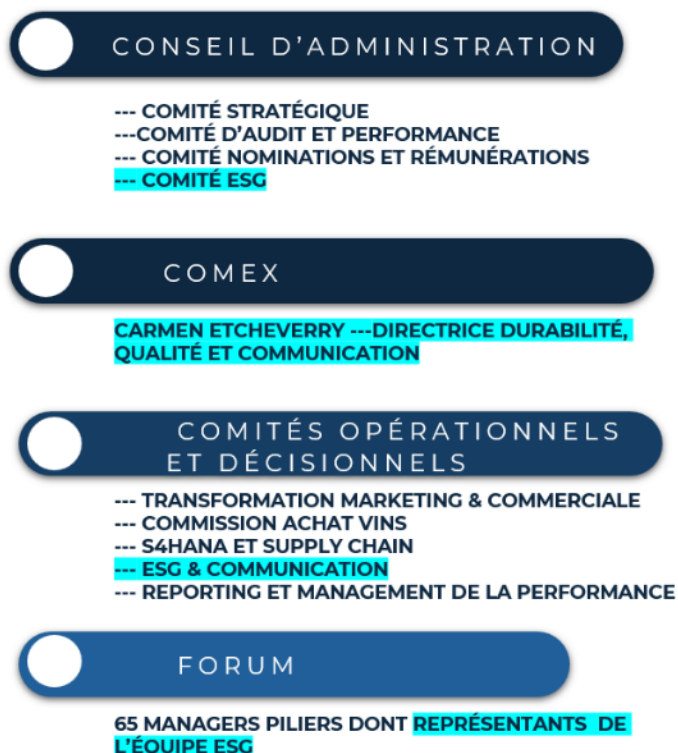 CONSEIL D'ADMINISTRATION
--- COMITÉ STRATÉGIQUE
---COMITÉ D'AUDIT ET PERFORMANCE
--- COMITÉ NOMINATIONS ET RÉMUNÉRATIONS
--- COMITÉ ESG
COMEX
CARMEN ETCHEVERRY ---DIRECTRICE DURABILITÉ,
QUALITÉ ET COMMUNICATION
COMITÉS OPÉRATIONNELS
ET DÉCISIONNELS
--- TRANSFORMATION MARKETING & COMMERCIALE
--- COMMISSION ACHAT VINS
--- S4HANA ET SUPPLY CHAIN
--- ESG & COMMUNICATION
--- REPORTING ET MANAGEMENT DE LA PERFORMANCE
FORUM
65 MANAGERS PILIERS DONT REPRÉSENTANTS DE
L'ÉQUIPE ESG